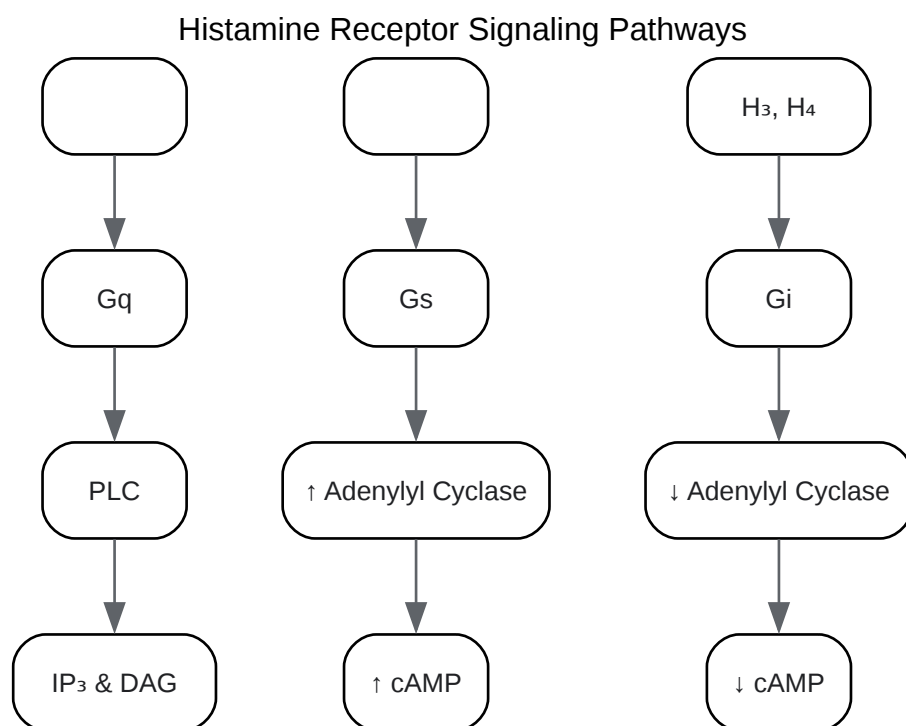 Histamine Receptor Signaling Pathways
H₃, H₄
Gq
Gs
Gi
PLC
↑ Adenylyl Cyclase
↓ Adenylyl Cyclase
IP₃ & DAG
↑ cAMP
↓ cAMP